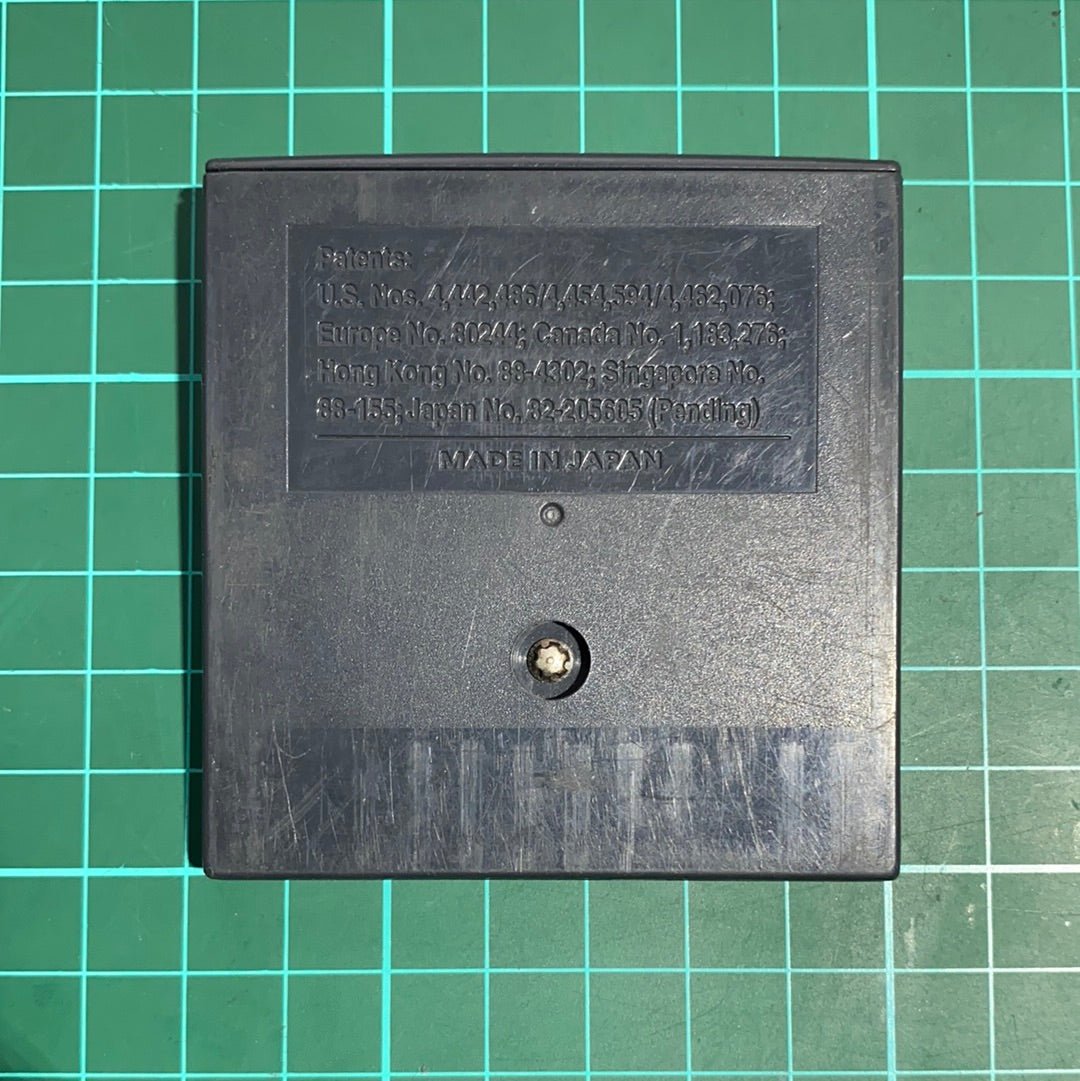 Patents:
U.S. Nos. 4,442,486/4,454,594/4,462,076;
Europe No. 80244; Canada No. 1,183,276;
Hong Kong No. 88-4302; Singapore No.
88-155; Japan No. 82-205605 (Pending)
MADE IN JAPAN